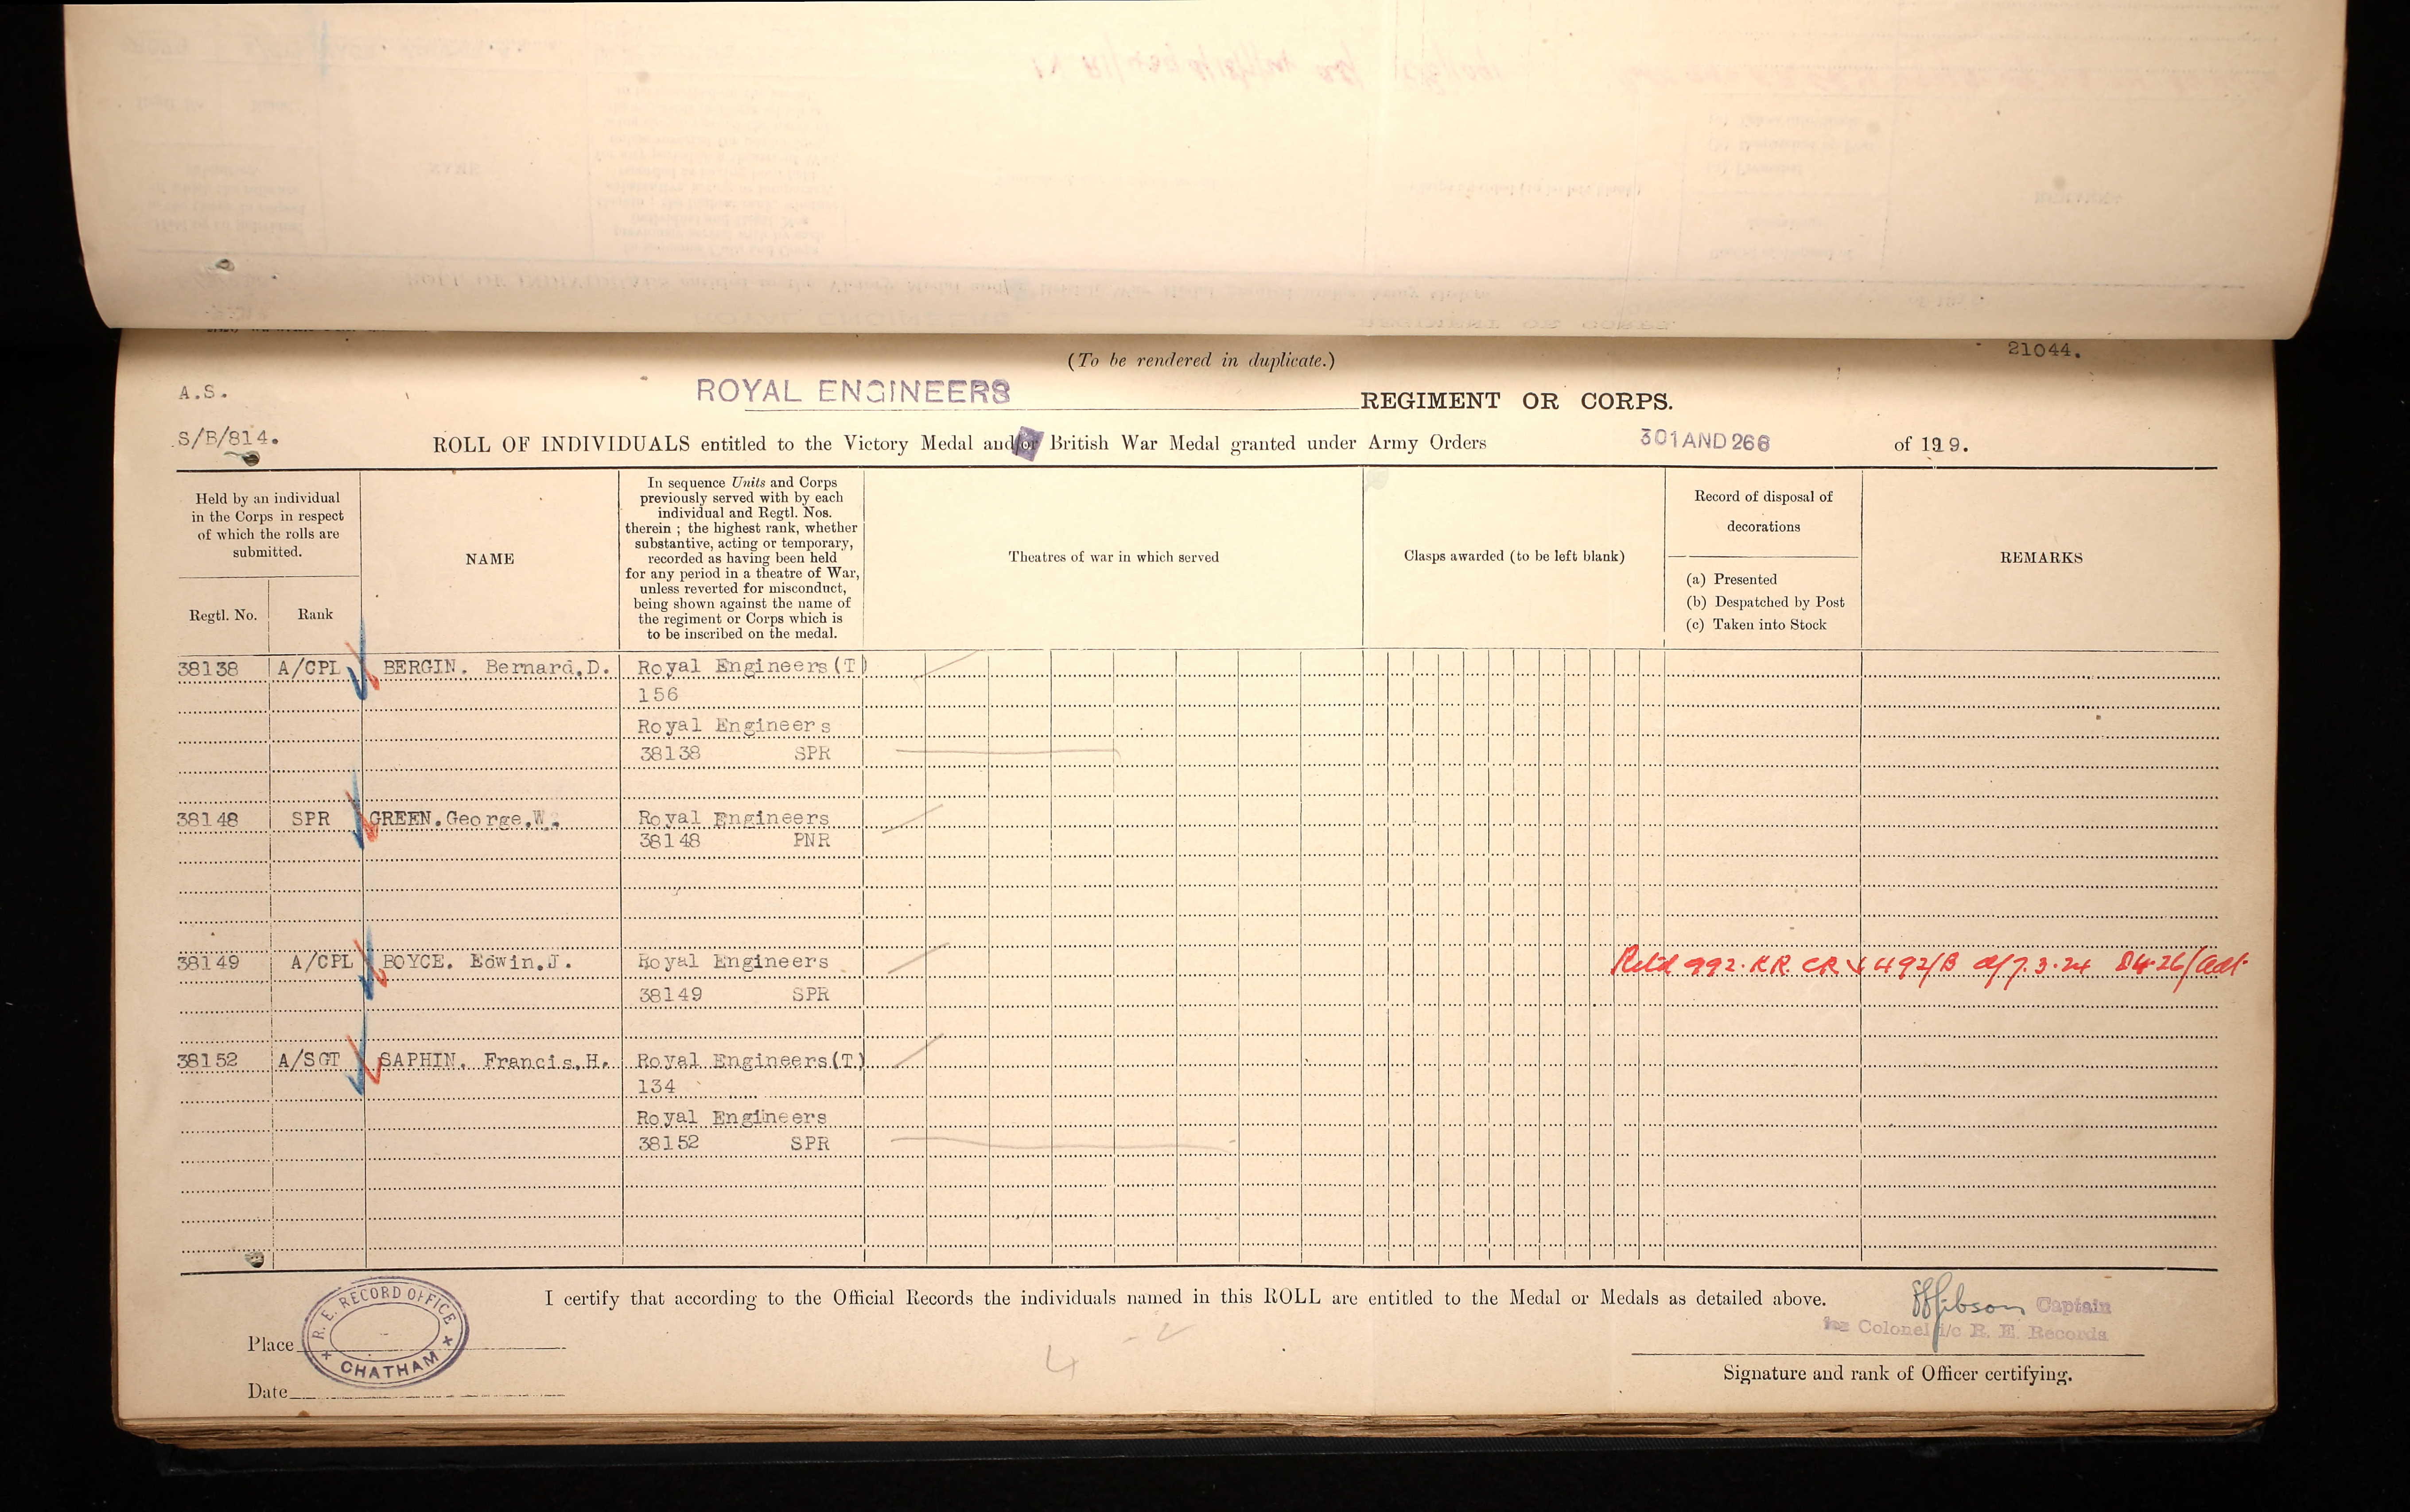 (To be rendered in duplicate.)
21044.
A.S.
ROYAL ENGINEERS REGIMENT OR CORPS.
S/B/814.
ROLL OF INDIVIDUALS entitled to the Victory Medal and/or British War Medal granted under Army Orders 301 AND 266 of 1919.
Held by an individual
in the Corps in respect
of which the rolls are
submitted.
Regtl. No.
Rank
NAME
In sequence Units and Corps
previously served with by each
individual and Regtl. Nos.
therein ; the highest rank, whether
substantive, acting or temporary,
recorded as having been held
for any period in a theatre of War,
unless reverted for misconduct,
being shown against the name of
the regiment or Corps which is
to be inscribed on the medal.
Theatres of war in which served
Clasps awarded (to be left blank)
Record of disposal of
decorations
(a) Presented
(b) Despatched by Post
(c) Taken into Stock
REMARKS
38138 A/CPL BERGIN. Bernard.D. Royal Engineers(T)
156
Royal Engineers
38138 SPR
38148 SPR GREEN.George.W. Royal Engineers
38148 PNR
38149 A/CPL BOYCE. Edwin.J. Royal Engineers
992.KR. CR 492/B 7.3.24
38149 SPR
38152 A/SGT SAPHIN. Francis.H. Royal Engineers(T)
134
Royal Engineers
38152 SPR
I certify that according to the Official Records the individuals named in this ROLL are entitled to the Medal or Medals as detailed above.
Gibson Captain
for Colonel i/c R. E. Records
R. E. RECORD OFFICE
CHATHAM
Place
4
Signature and rank of Officer certifying.
Date